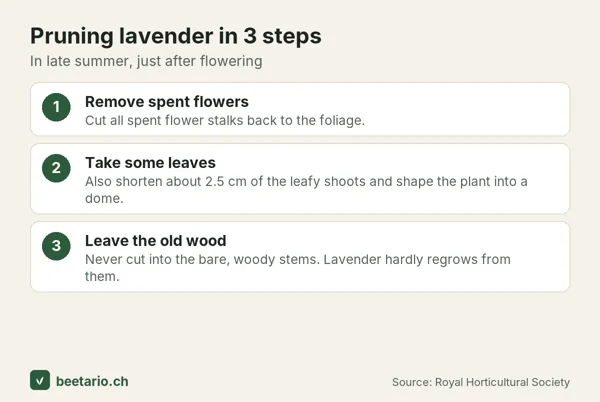 Pruning lavender in 3 steps
In late summer, just after flowering
1
Remove spent flowers
Cut all spent flower stalks back to the foliage.
2
Take some leaves
Also shorten about 2.5 cm of the leafy shoots and shape the plant into a
dome.
3
Leave the old wood
Never cut into the bare, woody stems. Lavender hardly regrows from
them.
beetario.ch
Source: Royal Horticultural Society